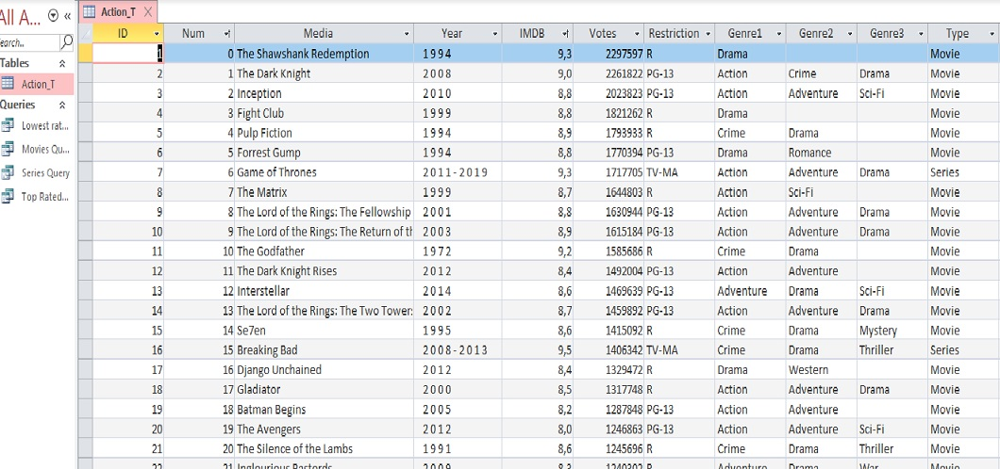 All A...
Search...
Tables
Action_T
Queries
Lowest rat...
Movies Qu...
Series Query
Top Rated...
Action_T
ID Num Media Year IMDB Votes Restriction Genre1 Genre2 Genre3 Type
1 0 The Shawshank Redemption 1994 9,3 2297597 R Drama Movie
2 1 The Dark Knight 2008 9,0 2261822 PG-13 Action Crime Drama Movie
3 2 Inception 2010 8,8 2023823 PG-13 Action Adventure Sci-Fi Movie
4 3 Fight Club 1999 8,8 1821262 R Drama Movie
5 4 Pulp Fiction 1994 8,9 1793933 R Crime Drama Movie
6 5 Forrest Gump 1994 8,8 1770394 PG-13 Drama Romance Movie
7 6 Game of Thrones 2011-2019 9,3 1717705 TV-MA Action Adventure Drama Series
8 7 The Matrix 1999 8,7 1644803 R Action Sci-Fi Movie
9 8 The Lord of the Rings: The Fellowship 2001 8,8 1630944 PG-13 Action Adventure Drama Movie
10 9 The Lord of the Rings: The Return of th 2003 8,9 1615184 PG-13 Action Adventure Drama Movie
11 10 The Godfather 1972 9,2 1585686 R Crime Drama Movie
12 11 The Dark Knight Rises 2012 8,4 1492004 PG-13 Action Adventure Movie
13 12 Interstellar 2014 8,6 1469639 PG-13 Adventure Drama Sci-Fi Movie
14 13 The Lord of the Rings: The Two Towers 2002 8,7 1459892 PG-13 Action Adventure Drama Movie
15 14 Se7en 1995 8,6 1415092 R Crime Drama Mystery Movie
16 15 Breaking Bad 2008-2013 9,5 1406342 TV-MA Crime Drama Thriller Series
17 16 Django Unchained 2012 8,4 1329472 R Drama Western Movie
18 17 Gladiator 2000 8,5 1317748 R Action Adventure Drama Movie
19 18 Batman Begins 2005 8,2 1287848 PG-13 Action Adventure Movie
20 19 The Avengers 2012 8,0 1246863 PG-13 Action Adventure Sci-Fi Movie
21 20 The Silence of the Lambs 1991 8,6 1245696 R Crime Drama Thriller Movie
22 21 2009 8,3 Adventure Drama War Movie